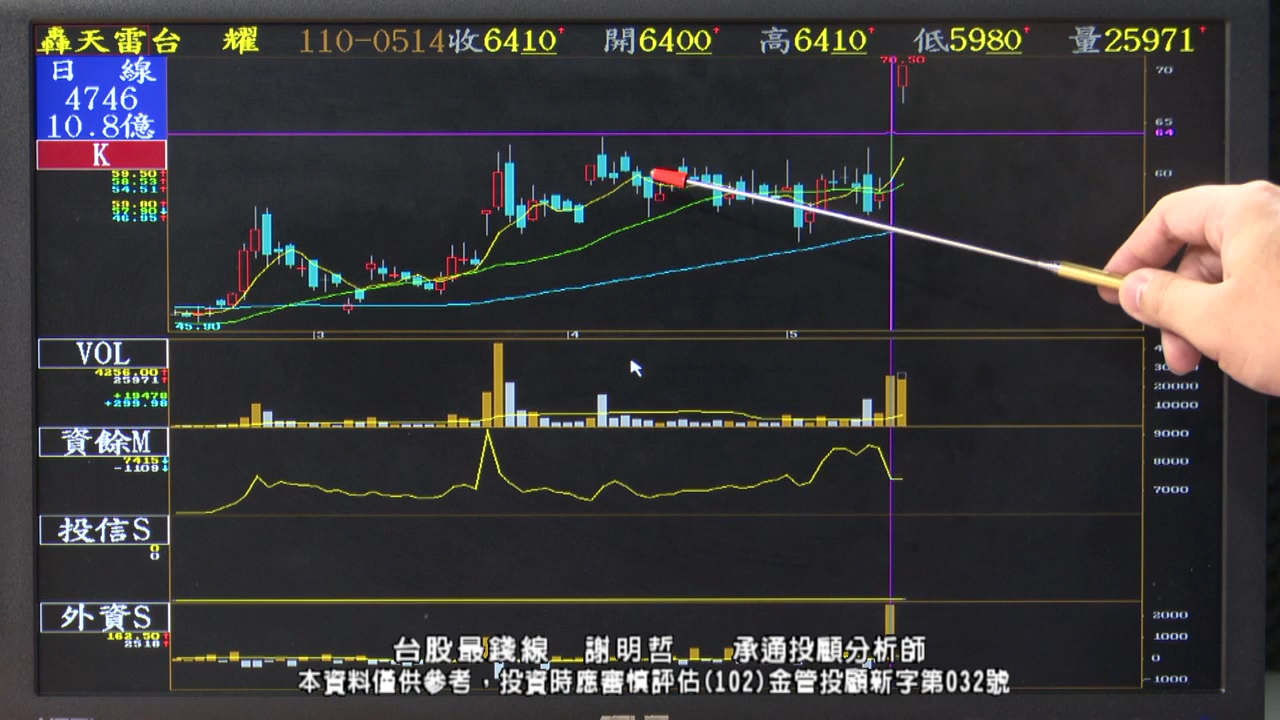 轟天雷台 耀 110-0514收6410 開6400 高6410 低5980 量25971
日 線
4746
10.8億
K
59.50
58.53
54.51
59.80
57.90
46.95
70.50
70
65
64
60
45.90
3 4 5
VOL
4256.00
25971
+19478
+299.98
20000
10000
資餘M
7415
-1109
9000
8000
7000
投信S
0
0
外資S
162.50
2518
2000
1000
0
-1000
台股最錢線 謝明哲 承通投顧分析師
本資料僅供參考，投資時應審慎評估(102)金管投顧新字第032號